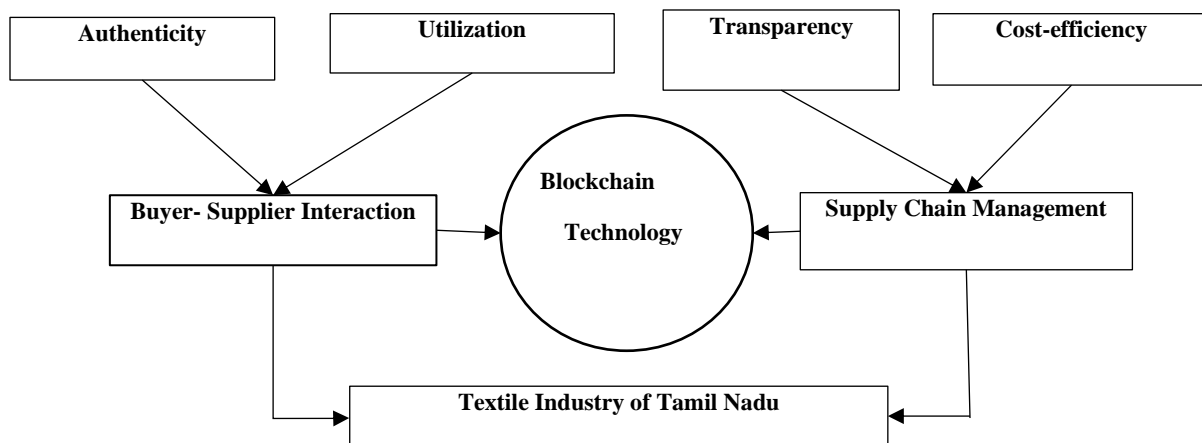 Authenticity
Utilization
Transparency
Cost-efficiency
Blockchain
Technology
Buyer- Supplier Interaction
Supply Chain Management
Textile Industry of Tamil Nadu